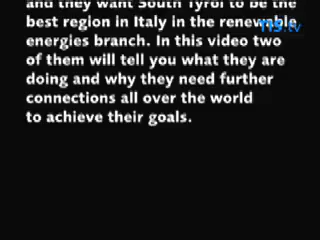 and they want South Tyrol to be the
best region in Italy in the renewable
energies branch. In this video two
of them will tell you what they are
doing and why they need further
connections all over the world
to achieve their goals.
TIS.tv